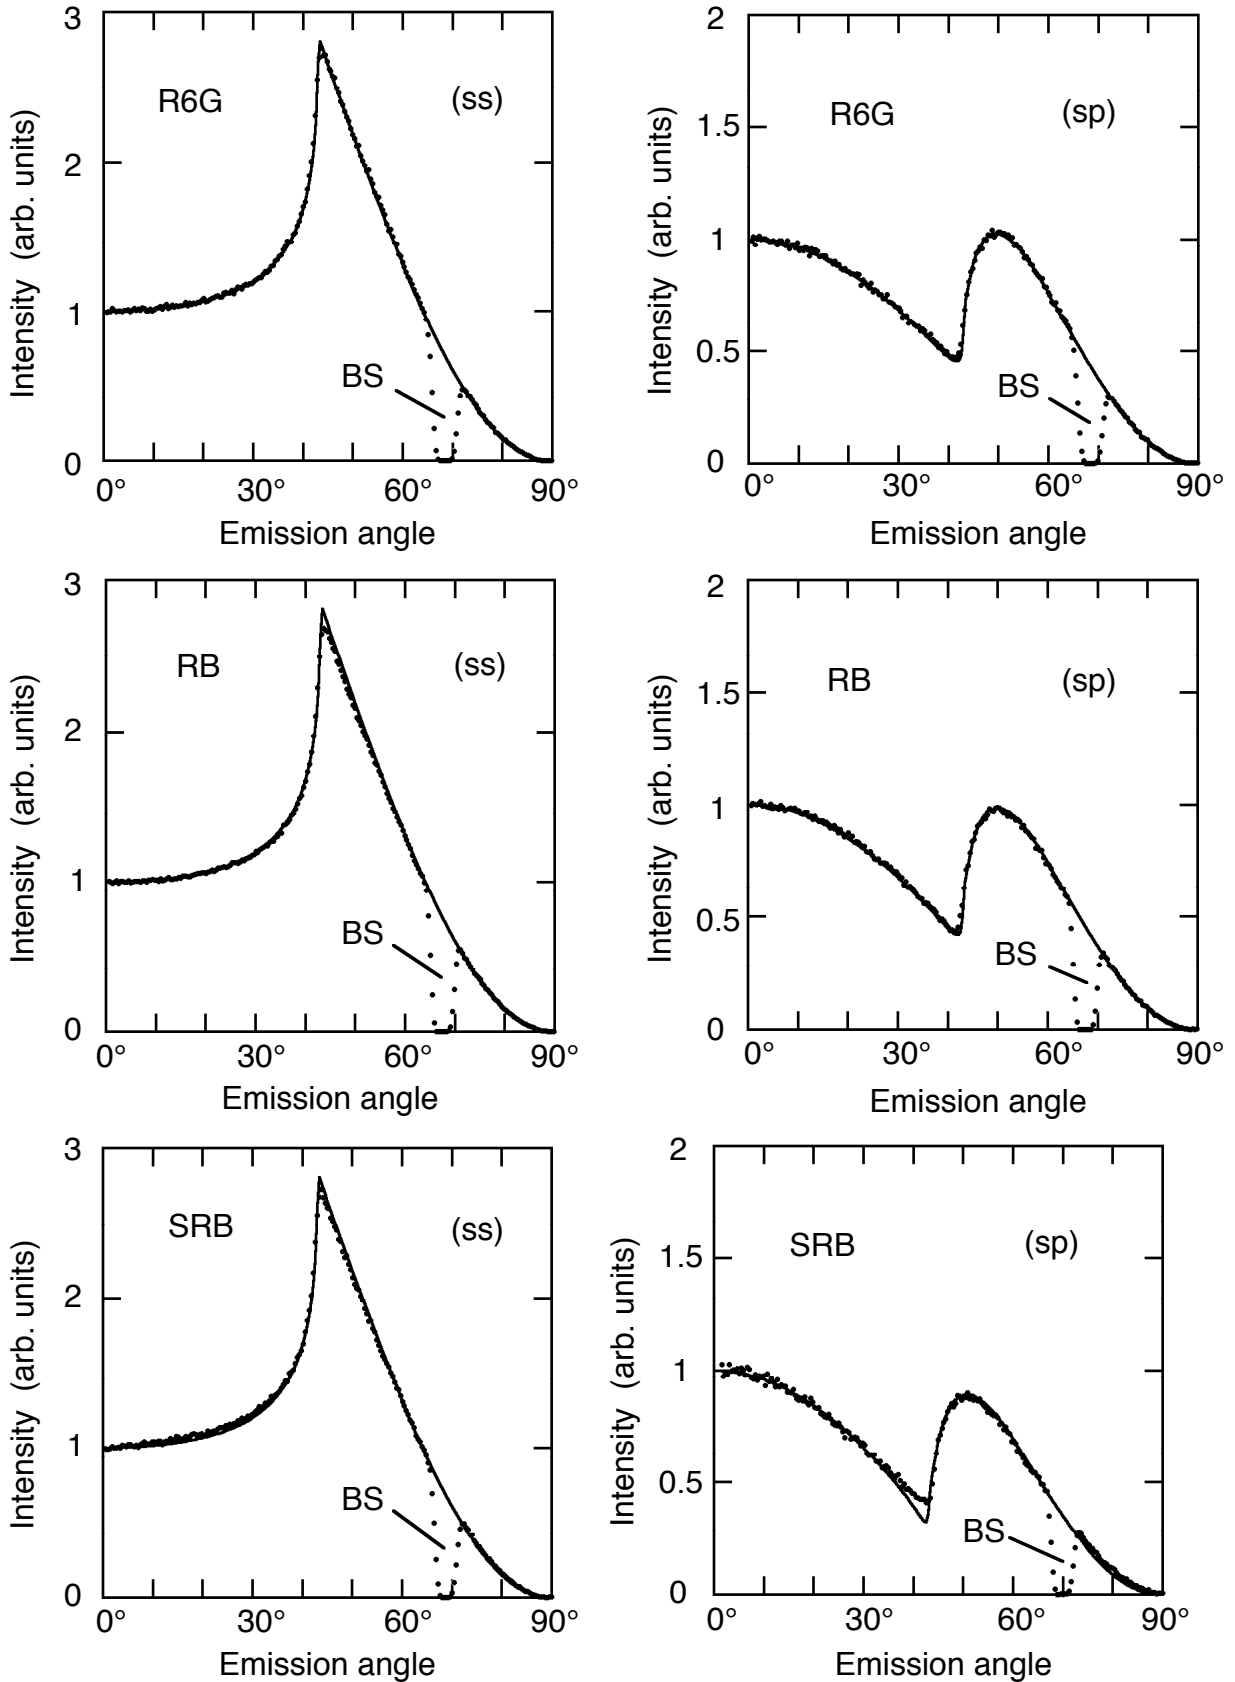 3
2
1
0
Intensity (arb. units)
R6G
(ss)
BS
0° 30° 60° 90°
Emission angle
2
1.5
1
0.5
0
Intensity (arb. units)
R6G
(sp)
BS
0° 30° 60° 90°
Emission angle
3
2
1
0
Intensity (arb. units)
RB
(ss)
BS
0° 30° 60° 90°
Emission angle
2
1.5
1
0.5
0
Intensity (arb. units)
RB
(sp)
BS
0° 30° 60° 90°
Emission angle
3
2
1
0
Intensity (arb. units)
SRB
(ss)
BS
0° 30° 60° 90°
Emission angle
2
1.5
1
0.5
0
Intensity (arb. units)
SRB
(sp)
BS
0° 30° 60° 90°
Emission angle